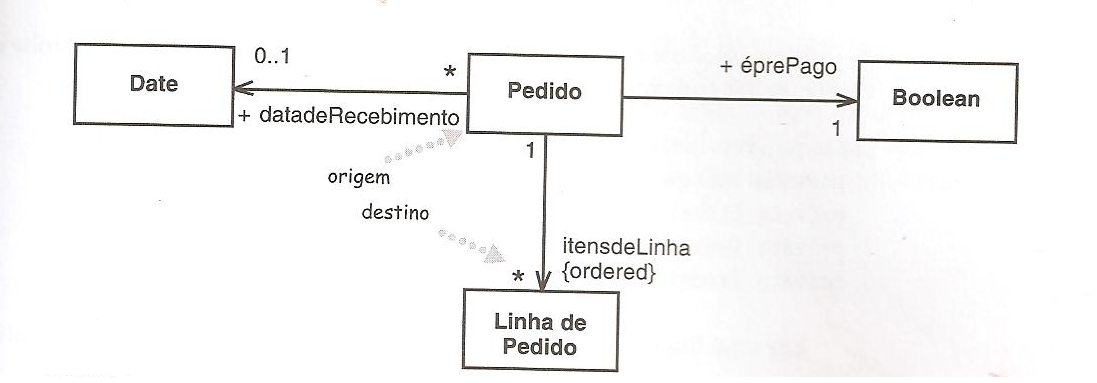 0..1
Date
*
Pedido
+ éprePago
Boolean
+ datadeRecebimento
1
1
origem
destino
itensdeLinha
{ordered}
*
Linha de
Pedido